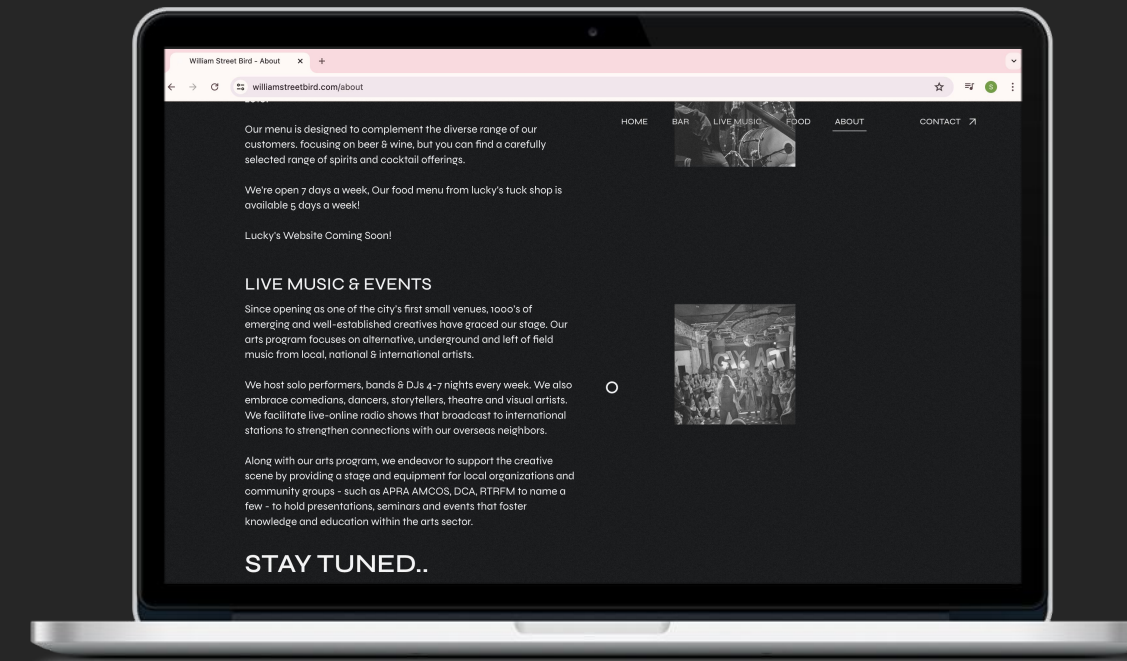 William Street Bird - About
williamstreetbird.com/about
S
HOME BAR LIVE MUSIC FOOD ABOUT CONTACT
Our menu is designed to complement the diverse range of our
customers. focusing on beer & wine, but you can find a carefully
selected range of spirits and cocktail offerings.
We're open 7 days a week, Our food menu from lucky's tuck shop is
available 5 days a week!
Lucky's Website Coming Soon!
LIVE MUSIC & EVENTS
Since opening as one of the city's first small venues, 1000's of
emerging and well-established creatives have graced our stage. Our
arts program focuses on alternative, underground and left of field
music from local, national & international artists.
We host solo performers, bands & DJs 4-7 nights every week. We also
embrace comedians, dancers, storytellers, theatre and visual artists.
We facilitate live-online radio shows that broadcast to international
stations to strengthen connections with our overseas neighbors.
Along with our arts program, we endeavor to support the creative
scene by providing a stage and equipment for local organizations and
community groups - such as APRA AMCOS, DCA, RTRFM to name a
few - to hold presentations, seminars and events that foster
knowledge and education within the arts sector.
STAY TUNED..